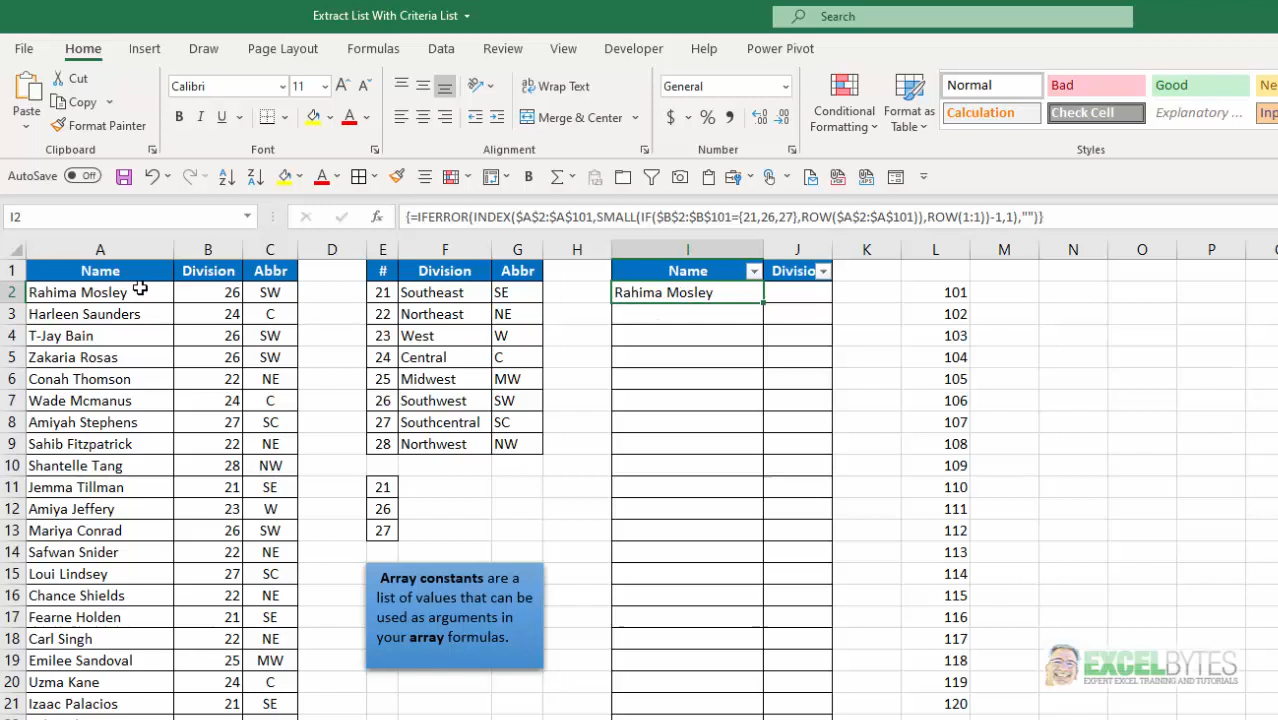 Extract List With Criteria List
Search
File Home Insert Draw Page Layout Formulas Data Review View Developer Help Power Pivot
Paste
Cut
Copy
Format Painter
Clipboard
Calibri 11
B I U A
Font
ab Wrap Text
Merge & Center
Alignment
General
$ % 9
Number
Conditional Formatting
Format as Table
Normal Bad Good Ne
Calculation Check Cell Explanatory ... Inp
Styles
AutoSave Off
I2 fx {=IFERROR(INDEX($A$2:$A$101,SMALL(IF($B$2:$B$101={21,26,27},ROW($A$2:$A$101)),ROW(1:1))-1,1),"")}
A B C D E F G H I J K L M N O P
1 Name Division Abbr # Division Abbr Name Divisio
2 Rahima Mosley 26 SW 21 Southeast SE Rahima Mosley 101
3 Harleen Saunders 24 C 22 Northeast NE 102
4 T-Jay Bain 26 SW 23 West W 103
5 Zakaria Rosas 26 SW 24 Central C 104
6 Conah Thomson 22 NE 25 Midwest MW 105
7 Wade Mcmanus 24 C 26 Southwest SW 106
8 Amiyah Stephens 27 SC 27 Southcentral SC 107
9 Sahib Fitzpatrick 22 NE 28 Northwest NW 108
10 Shantelle Tang 28 NW 109
11 Jemma Tillman 21 SE 21 110
12 Amiya Jeffery 23 W 26 111
13 Mariya Conrad 26 SW 27 112
14 Safwan Snider 22 NE 113
15 Loui Lindsey 27 SC 114
16 Chance Shields 22 NE 115
17 Fearne Holden 21 SE 116
18 Carl Singh 22 NE 117
19 Emilee Sandoval 25 MW 118
20 Uzma Kane 24 C 119
21 Izaac Palacios 21 SE 120
Array constants are a
list of values that can be
used as arguments in
your array formulas.
EXCELBYTES
EXPERT EXCEL TRAINING AND TUTORIALS